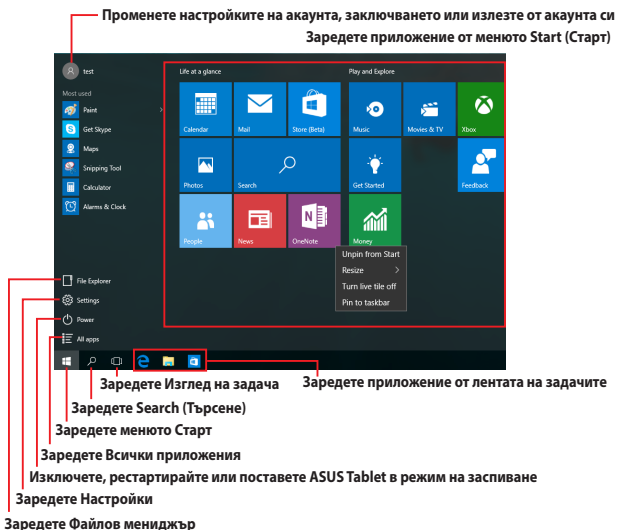 Променете настройките на акаунта, заключването или излезте от акаунта си
Заредете приложение от менюто Start (Старт)
test
Life at a glance
Play and Explore
Most used
Paint
Get Skype
Maps
Snipping Tool
Calculator
Alarms & Clock
Calendar
Mail
Store (Beta)
Music
Movies & TV
Xbox
Photos
Search
Get Started
Feedback
People
News
OneNote
Money
Unpin from Start
Resize
Turn live tile off
Pin to taskbar
File Explorer
Settings
Power
All apps
Заредете Изглед на задача
Заредете приложение от лентата на задачите
Заредете Search (Търсене)
Заредете менюто Старт
Заредете Всички приложения
Изключете, рестартирайте или поставете ASUS Tablet в режим на заспиване
Заредете Настройки
Заредете Файлов мениджър